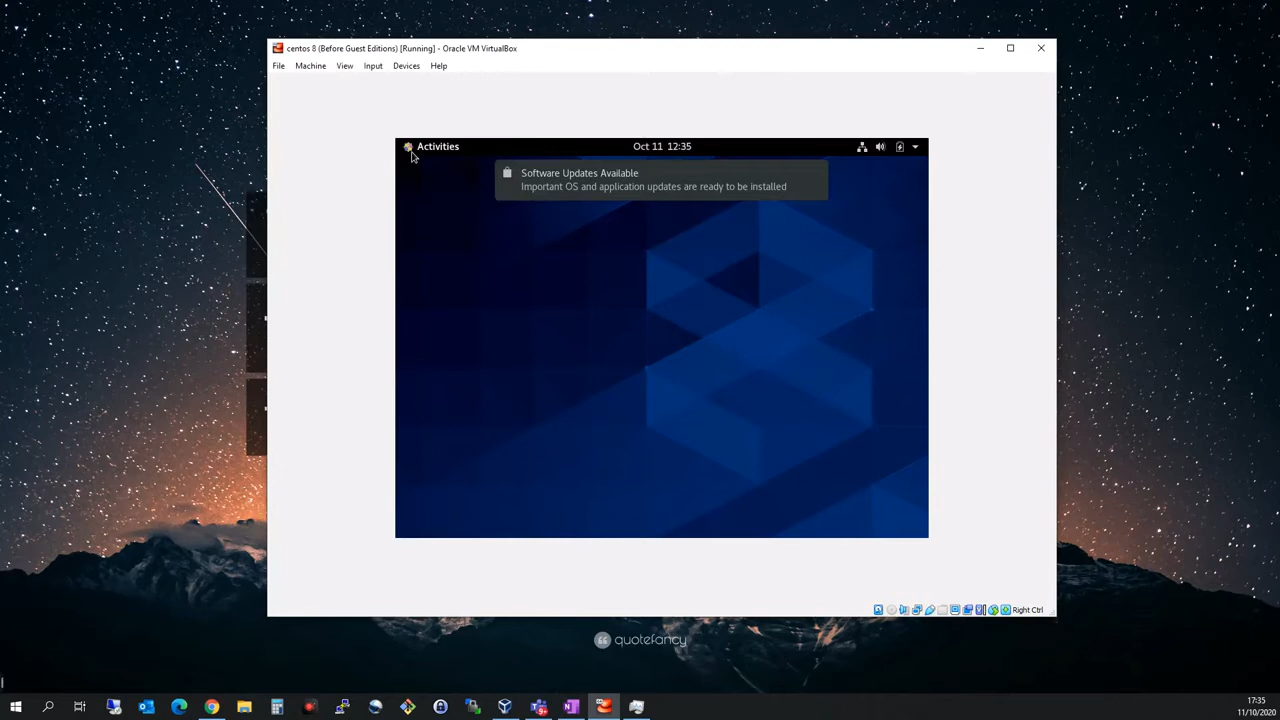 centos 8 (Before Guest Editions) [Running] - Oracle VM VirtualBox
File Machine View Input Devices Help
Activities
Oct 11 12:35
Software Updates Available
Important OS and application updates are ready to be installed
Right Ctrl
quotefancy
17:35
11/10/2020